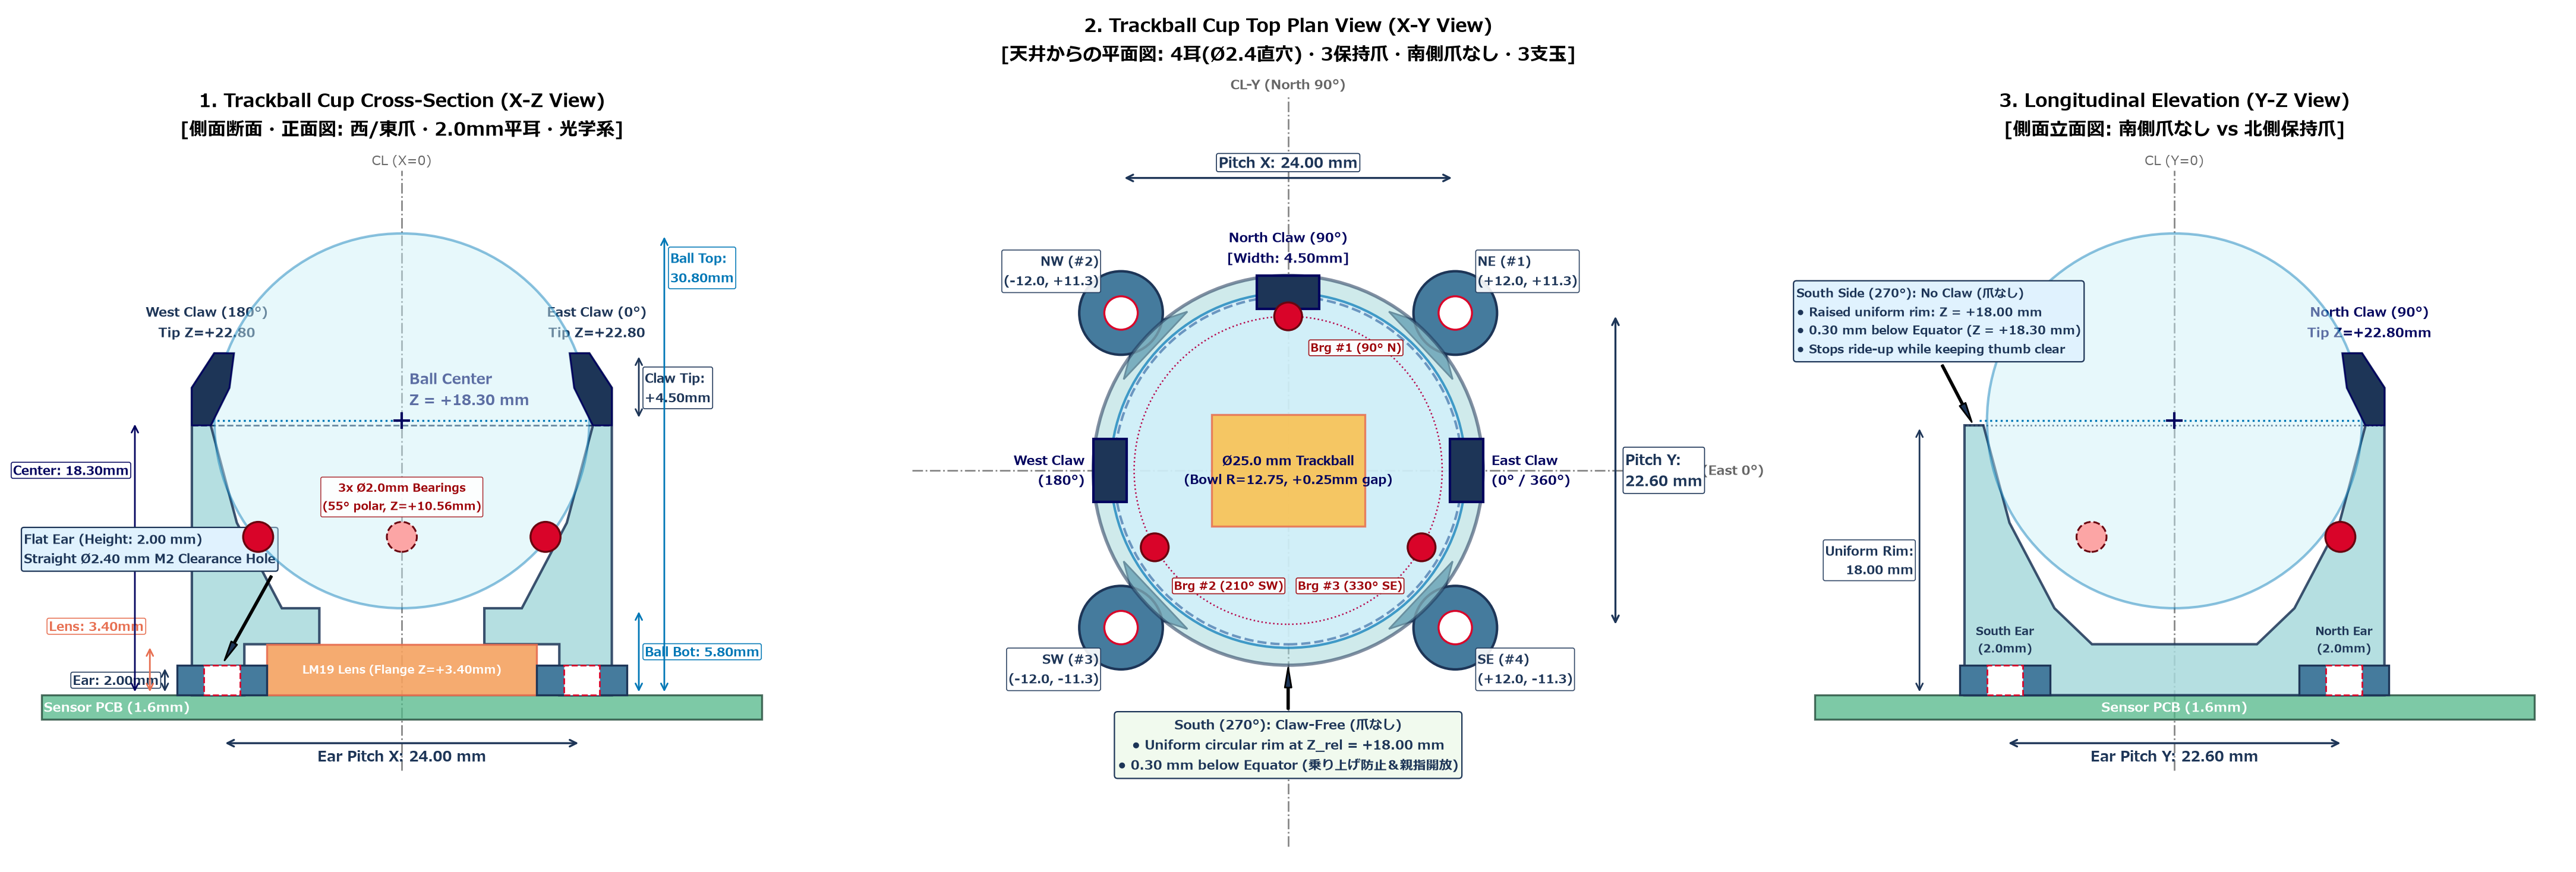 1. Trackball Cup Cross-Section (X-Z View)
[側面断面・正面図: 西/東爪・2.0mm平耳・光学系]
CL (X=0)
West Claw (180°)
Tip Z=+22.80
East Claw (0°)
Tip Z=+22.80
Ball Top:
30.80mm
Claw Tip:
+4.50mm
Ball Center
Z = +18.30 mm
Center: 18.30mm
3x Ø2.0mm Bearings
(55° polar, Z=+10.56mm)
Flat Ear (Height: 2.00 mm)
Straight Ø2.40 mm M2 Clearance Hole
Lens: 3.40mm
Ball Bot: 5.80mm
Ear: 2.00mm
LM19 Lens (Flange Z=+3.40mm)
Sensor PCB (1.6mm)
Ear Pitch X: 24.00 mm
2. Trackball Cup Top Plan View (X-Y View)
[天井からの平面図: 4耳(Ø2.4直穴)・3保持爪・南側爪なし・3支玉]
CL-Y (North 90°)
Pitch X: 24.00 mm
North Claw (90°)
[Width: 4.50mm]
NW (#2)
(-12.0, +11.3)
NE (#1)
(+12.0, +11.3)
Brg #1 (90° N)
West Claw
(180°)
Ø25.0 mm Trackball
(Bowl R=12.75, +0.25mm gap)
East Claw
(0° / 360°)
Pitch Y:
22.60 mm
(East 0°)
Brg #2 (210° SW)
Brg #3 (330° SE)
SW (#3)
(-12.0, -11.3)
SE (#4)
(+12.0, -11.3)
South (270°): Claw-Free (爪なし)
• Uniform circular rim at Z_rel = +18.00 mm
• 0.30 mm below Equator (乗り上げ防止＆親指開放)
3. Longitudinal Elevation (Y-Z View)
[側面立面図: 南側爪なし vs 北側保持爪]
CL (Y=0)
South Side (270°): No Claw (爪なし)
• Raised uniform rim: Z = +18.00 mm
• 0.30 mm below Equator (Z = +18.30 mm)
• Stops ride-up while keeping thumb clear
North Claw (90°)
Tip Z=+22.80mm
Uniform Rim:
18.00 mm
South Ear
(2.0mm)
North Ear
(2.0mm)
Sensor PCB (1.6mm)
Ear Pitch Y: 22.60 mm